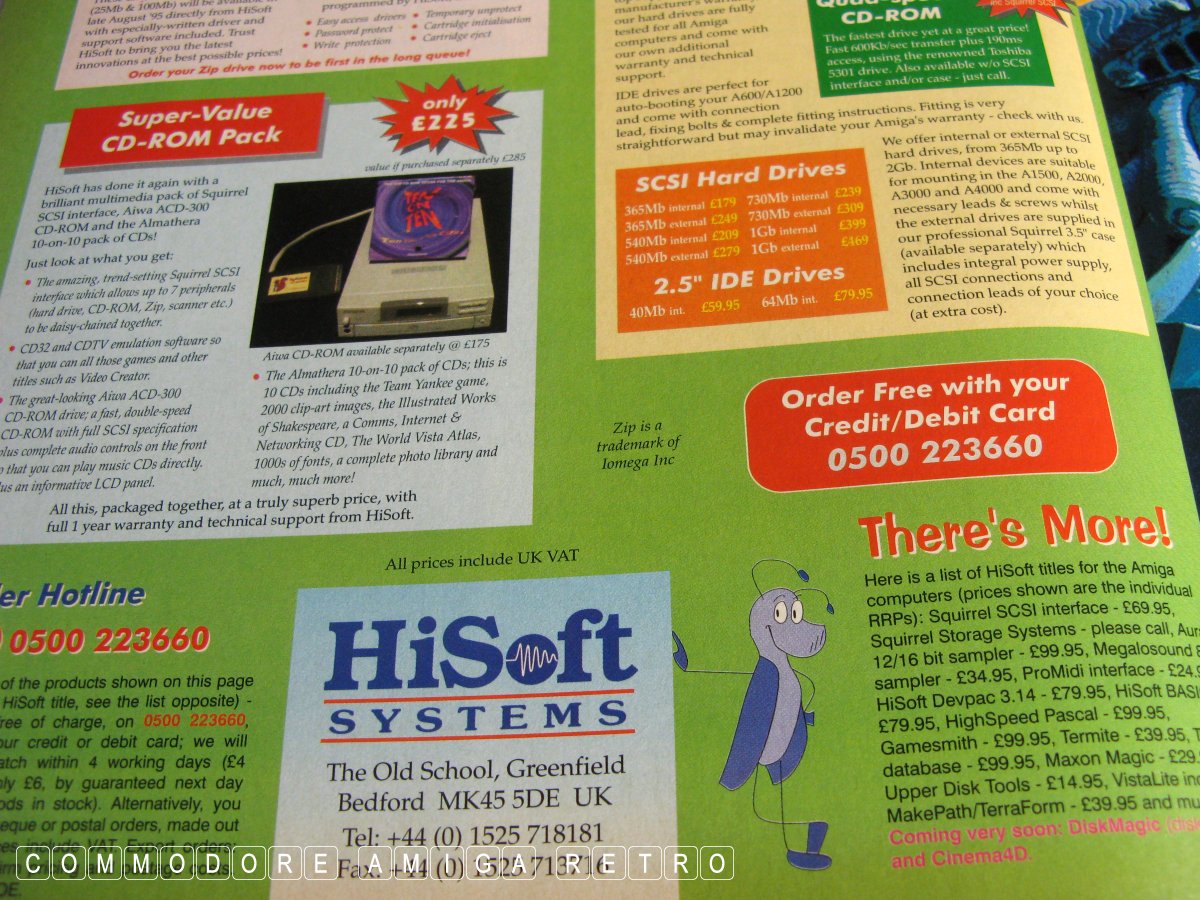 (25Mb & 100Mb) will be available in
late August '95 directly from HiSoft
with especially-written driver and
support software included. Trust
HiSoft to bring you the latest
innovations at the best possible prices!
• Easy access drivers • Temporary unprotect
• Password protect • Cartridge initialisation
• Write protection • Cartridge eject
Order your Zip drive now to be first in the long queue!
Super-Value
CD-ROM Pack
only
£225
value if purchased separately £285
HiSoft has done it again with a
brilliant multimedia pack of Squirrel
SCSI interface, Aiwa ACD-300
CD-ROM and the Almathera
10-on-10 pack of CDs!
Just look at what you get:
• The amazing, trend-setting Squirrel SCSI
interface which allows up to 7 peripherals
(hard drive, CD-ROM, Zip, scanner etc.)
to be daisy-chained together.
• CD32 and CDTV emulation software so
that you can all those games and other
titles such as Video Creator.
• The great-looking Aiwa ACD-300
CD-ROM drive; a fast, double-speed
CD-ROM with full SCSI specification
plus complete audio controls on the front
so that you can play music CDs directly.
plus an informative LCD panel.
TEN
ON
TEN
Aiwa CD-ROM available separately @ £175
• The Almathera 10-on-10 pack of CDs; this is
10 CDs including the Team Yankee game,
2000 clip-art images, the Illustrated Works
of Shakespeare, a Comms, Internet &
Networking CD, The World Vista Atlas,
1000s of fonts, a complete photo library and
much, much more!
All this, packaged together, at a truly superb price, with
full 1 year warranty and technical support from HiSoft.
manufacturer's warranty
our hard drives are fully
tested for all Amiga
computers and come with
our own additional
warranty and technical
support.
Quad-spe
CD-ROM
inc Squirrel SCSI
The fastest drive yet at a great price!
Fast 600Kb/sec transfer plus 190ms
access, using the renowned Toshiba
5301 drive. Also available w/o SCSI
interface and/or case - just call.
IDE drives are perfect for
auto-booting your A600/A1200
and come with connection
lead, fixing bolts & complete fitting instructions. Fitting is very
straightforward but may invalidate your Amiga's warranty - check with us.
SCSI Hard Drives
365Mb internal £179 730Mb internal £239
365Mb external £249 730Mb external £309
540Mb internal £209 1Gb internal £399
540Mb external £279 1Gb external £469
2.5" IDE Drives
40Mb int. £59.95 64Mb int. £79.95
We offer internal or external SCSI
hard drives, from 365Mb up to
2Gb. Internal devices are suitable
for mounting in the A1500, A2000,
A3000 and A4000 and come with
necessary leads & screws whilst
the external drives are supplied in
our professional Squirrel 3.5" case
(available separately) which
includes integral power supply,
all SCSI connections and
connection leads of your choice
(at extra cost).
Zip is a
trademark of
Iomega Inc
Order Free with your
Credit/Debit Card
0500 223660
All prices include UK VAT
er Hotline
0500 223660
of the products shown on this page
HiSoft title, see the list opposite) -
free of charge, on 0500 223660,
our credit or debit card; we will
atch within 4 working days (£4
nly £6, by guaranteed next day
ods in stock). Alternatively, you
eque or postal orders, made out
HiSoft
SYSTEMS
The Old School, Greenfield
Bedford MK45 5DE UK
Tel: +44 (0) 1525 718181
Fax: +44 (0) 1525 713716
There's More!
Here is a list of HiSoft titles for the Amiga
computers (prices shown are the individual
RRPs): Squirrel SCSI interface - £69.95,
Squirrel Storage Systems - please call, Aur
12/16 bit sampler - £99.95, Megalosound 8
sampler - £34.95, ProMidi interface - £24.9
HiSoft Devpac 3.14 - £79.95, HiSoft BAS
£79.95, HighSpeed Pascal - £99.95,
Gamesmith - £99.95, Termite - £39.95, T
database - £99.95, Maxon Magic - £29.
Upper Disk Tools - £14.95, VistaLite inc
MakePath/TerraForm - £39.95 and mu
Coming very soon: DiskMagic (disk
and Cinema4D.
COMMODORE AMIGA RETRO